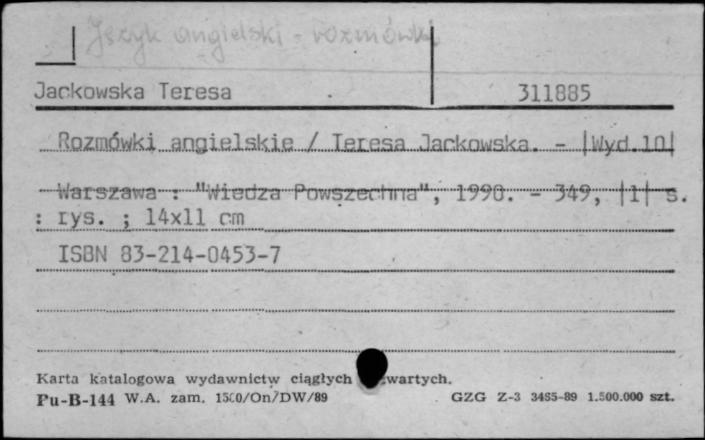 Język angielski - rozmówki
Jackowska Teresa 311885
Rozmówki angielskie / Teresa Jackowska. - |Wyd.10|
Warszawa : "Wiedza Powszechna", 1990. - 349, |1| s.
: rys. ; 14x11 cm
ISBN 83-214-0453-7
Karta katalogowa wydawnictw ciągłych wartych.
Pu-B-144 W.A. zam. /On/DW/89 GZG Z-3 3485-89 1.500.000 szt.